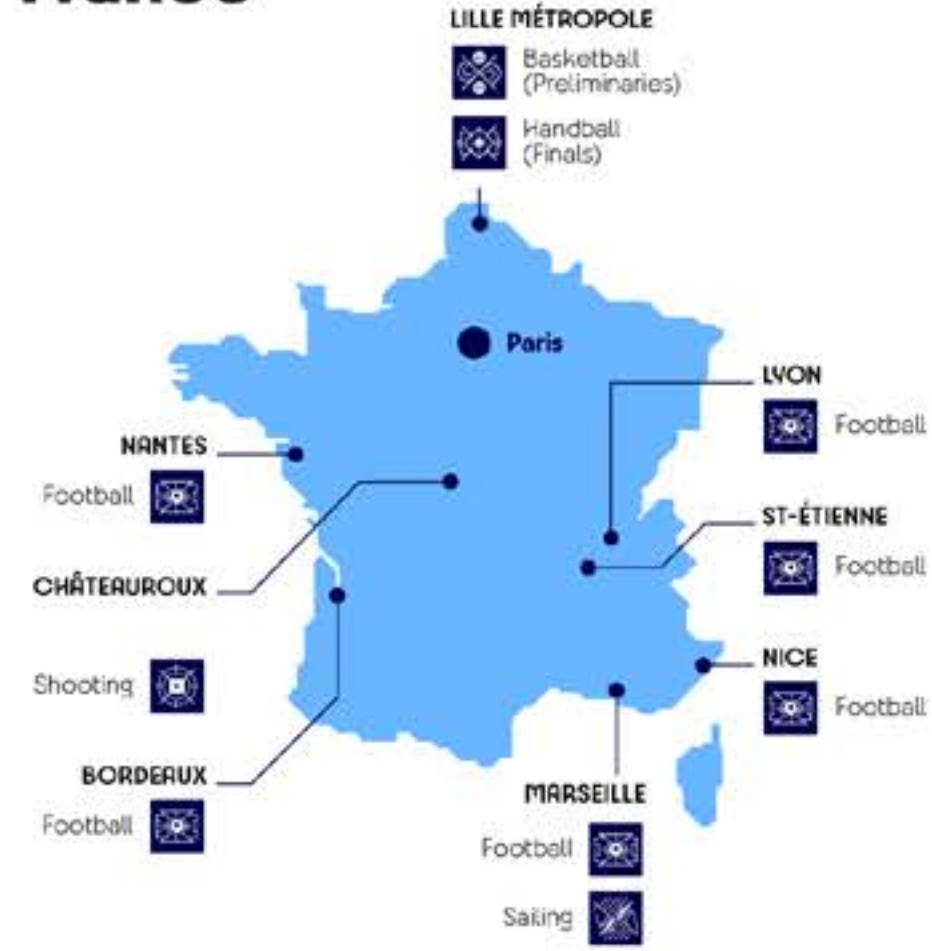 LILLE MÉTROPOLE
Basketball
(Preliminaries)
Handball
(Finals)
Paris
LYON
Football
NANTES
Football
ST-ÉTIENNE
Football
CHÂTEAUROUX
Shooting
NICE
Football
BORDEAUX
Football
MARSEILLE
Football
Sailing